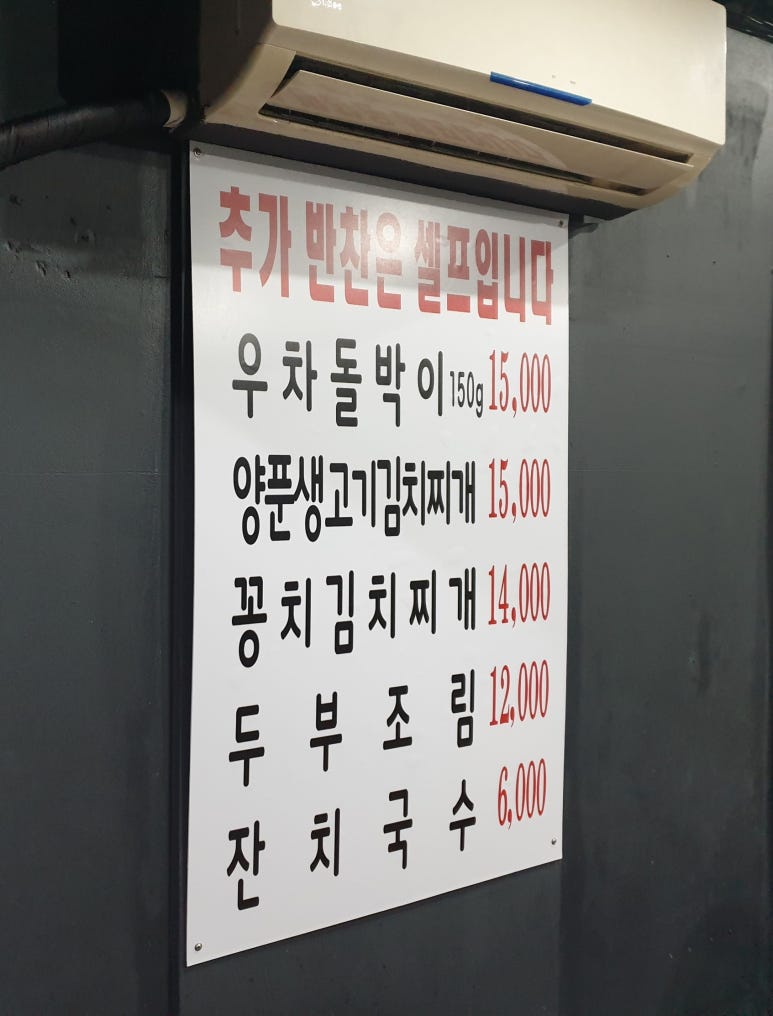 추가 반찬은 셀프입니다
우차돌박이 150g 15,000
양푼생고기김치찌개 15,000
꽁치김치찌개 14,000
두부조림 12,000
잔치국수 6,000